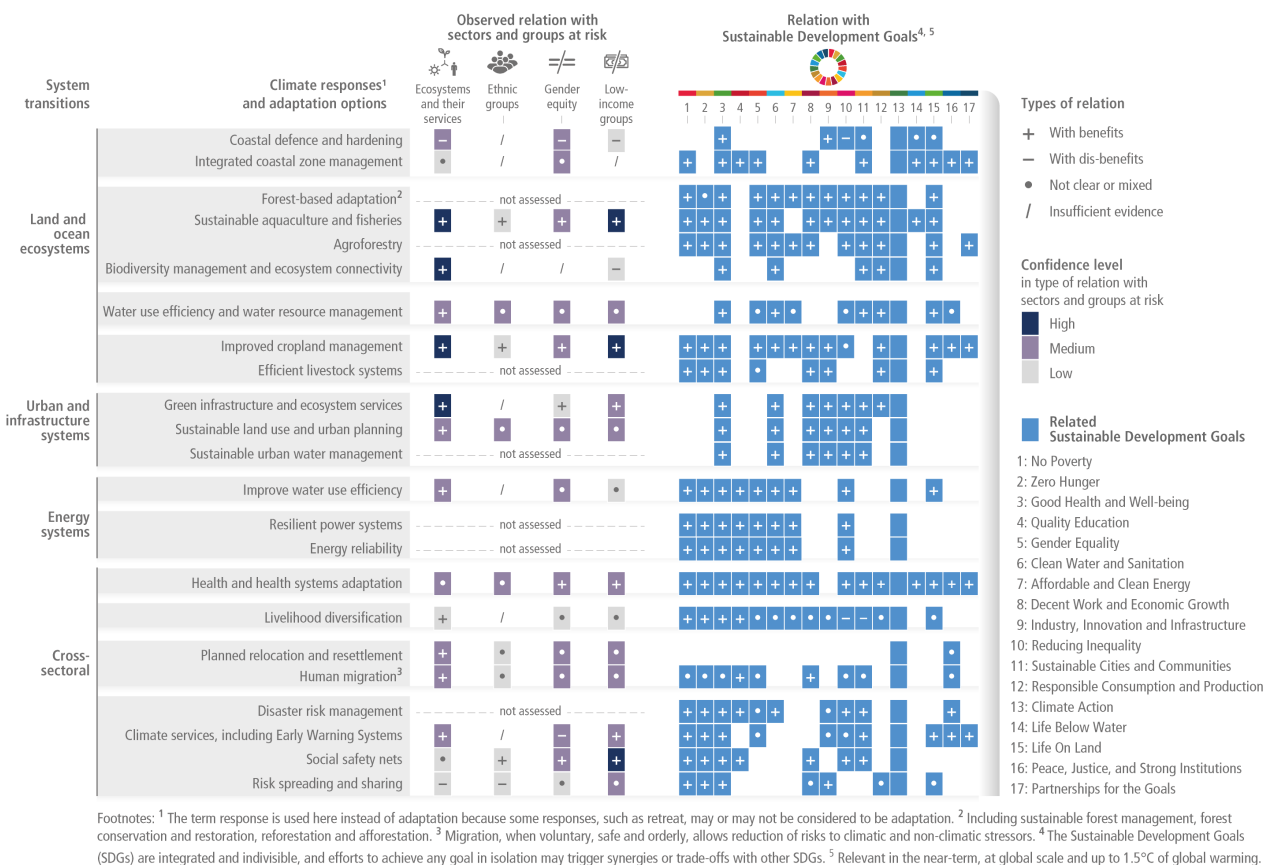 Observed relation with
sectors and groups at risk
Relation with
Sustainable Development Goals4, 5
System
transitions
Climate responses1
and adaptation options
Ecosystems
and their
services
Ethnic
groups
Gender
equity
Low-
income
groups
1 2 3 4 5 6 7 8 9 10 11 12 13 14 15 16 17
Land and
ocean
ecosystems
Coastal defence and hardening – / – – + + – • • •
Integrated coastal zone management • / • / + + + + + + + + + +
Forest-based adaptation2 not assessed + • + + + + + + + + + +
Sustainable aquaculture and fisheries + + + + + + + + + + + + + + + +
Agroforestry not assessed + + + + + + + + + + + +
Biodiversity management and ecosystem connectivity + / / – + + + + +
Water use efficiency and water resource management + • • • + • + • • + + + •
Improved cropland management + + + + + + + + + + + + • + + + +
Efficient livestock systems not assessed + + + • + + + +
Urban and
infrastructure
systems
Green infrastructure and ecosystem services + / + + + + + + + + +
Sustainable land use and urban planning + • • • + + + + + +
Sustainable urban water management not assessed + + + + + +
Energy
systems
Improve water use efficiency + / • • + + + + + + + + +
Resilient power systems not assessed + + + + + + + +
Energy reliability not assessed + + + + + + + +
Cross-
sectoral
Health and health systems adaptation • • + + + + + + + + + + + + + + + +
Livelihood diversification + / • • + + + + • • • • • – – • •
Planned relocation and resettlement + • • • •
Human migration3 + • • • • • • + • + • • •
Disaster risk management not assessed + + + + • + • + + +
Climate services, including Early Warning Systems + / – + + + + • • • + + + +
Social safety nets • + + + + + + + + + +
Risk spreading and sharing – – • • + + + • + • •
Types of relation
+ With benefits
– With dis-benefits
• Not clear or mixed
/ Insufficient evidence
Confidence level
in type of relation with
sectors and groups at risk
High
Medium
Low
Related
Sustainable Development Goals
1: No Poverty
2: Zero Hunger
3: Good Health and Well-being
4: Quality Education
5: Gender Equality
6: Clean Water and Sanitation
7: Affordable and Clean Energy
8: Decent Work and Economic Growth
9: Industry, Innovation and Infrastructure
10: Reducing Inequality
11: Sustainable Cities and Communities
12: Responsible Consumption and Production
13: Climate Action
14: Life Below Water
15: Life On Land
16: Peace, Justice, and Strong Institutions
17: Partnerships for the Goals
Footnotes: 1 The term response is used here instead of adaptation because some responses, such as retreat, may or may not be considered to be adaptation. 2 Including sustainable forest management, forest
conservation and restoration, reforestation and afforestation. 3 Migration, when voluntary, safe and orderly, allows reduction of risks to climatic and non-climatic stressors. 4 The Sustainable Development Goals
(SDGs) are integrated and indivisible, and efforts to achieve any goal in isolation may trigger synergies or trade-offs with other SDGs. 5 Relevant in the near-term, at global scale and up to 1.5°C of global warming.